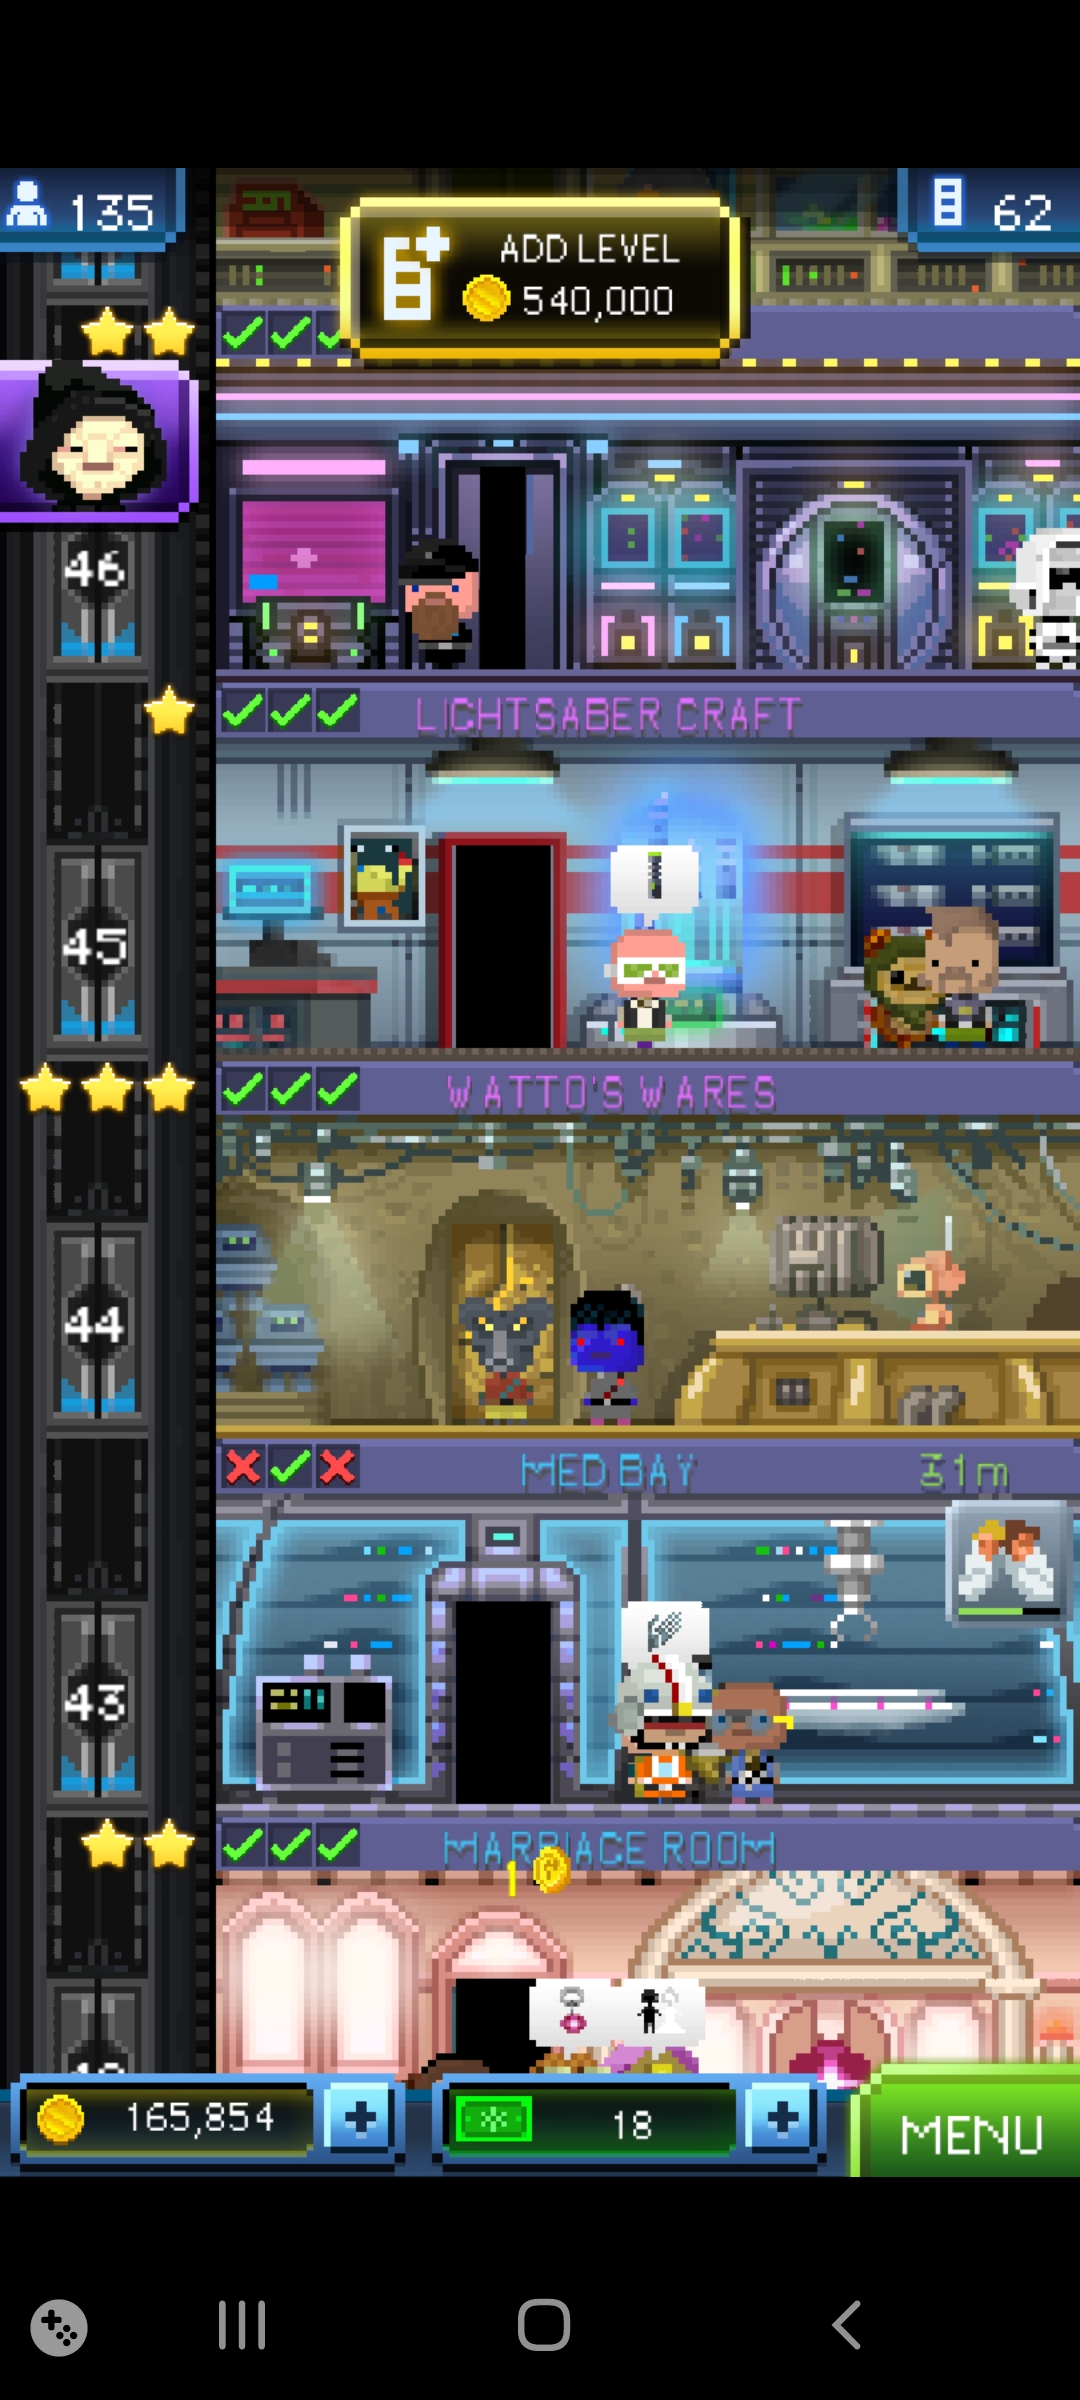 135
ADD LEVEL
540,000
62
46
LIGHTSABER CRAFT
45
WATTO'S WARES
44
MED BAY
31m
43
MARRIAGE ROOM
1
165,854
18
MENU